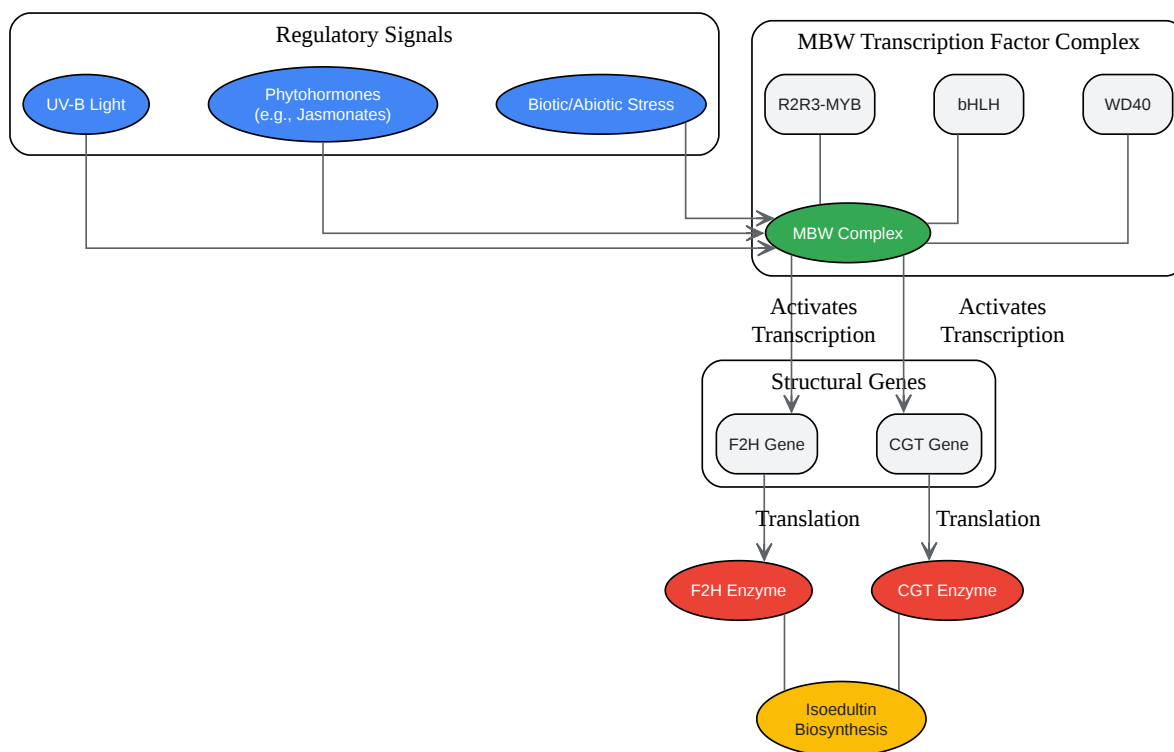 Regulatory Signals
MBW Transcription Factor Complex
UV-B Light
Phytohormones
(e.g., Jasmonates)
Biotic/Abiotic Stress
R2R3-MYB
bHLH
WD40
MBW Complex
Activates
Transcription
Activates
Transcription
Structural Genes
F2H Gene
CGT Gene
Translation
Translation
F2H Enzyme
CGT Enzyme
Isoedultin
Biosynthesis